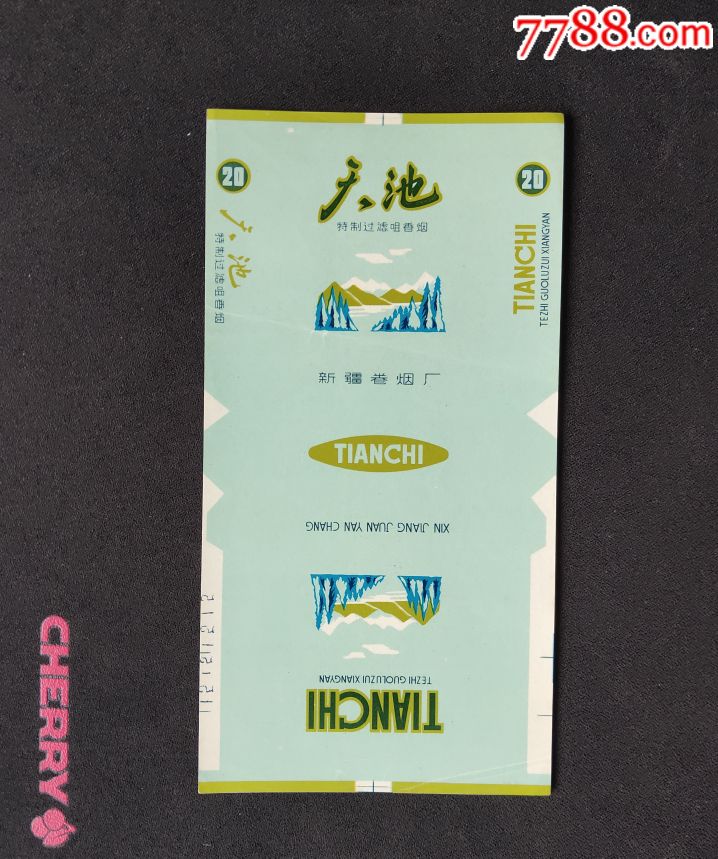 7788.com
20
天池
特制过滤咀香烟
20
天池
特制过滤咀香烟
TIANCHI
TEZHI GUOLUZUI XIANGYAN
新疆卷烟厂
TIANCHI
XIN JIANG JUAN YAN CHANG
TEZHI GUOLUZUI XIANGYAN
TIANCHI
CHERRY